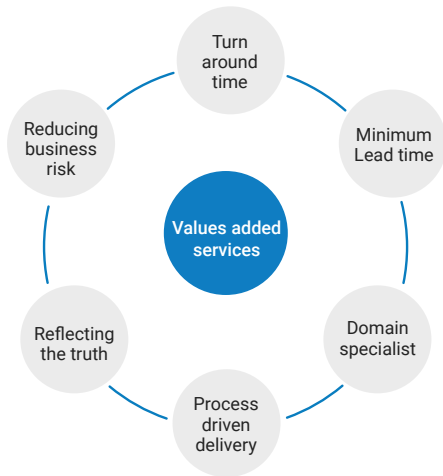 Turn
around
time
Minimum
Lead time
Domain
specialist
Process
driven
delivery
Reflecting
the truth
Reducing
business
risk
Values added
services